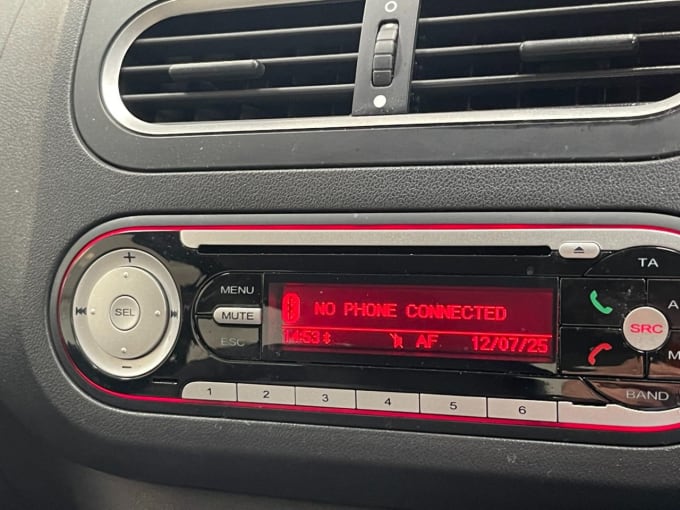 TA
MENU
NO PHONE CONNECTED
A
SEL
MUTE
SRC
ESC
AF 12/07/25
M
BAND
1 2 3 4 5 6